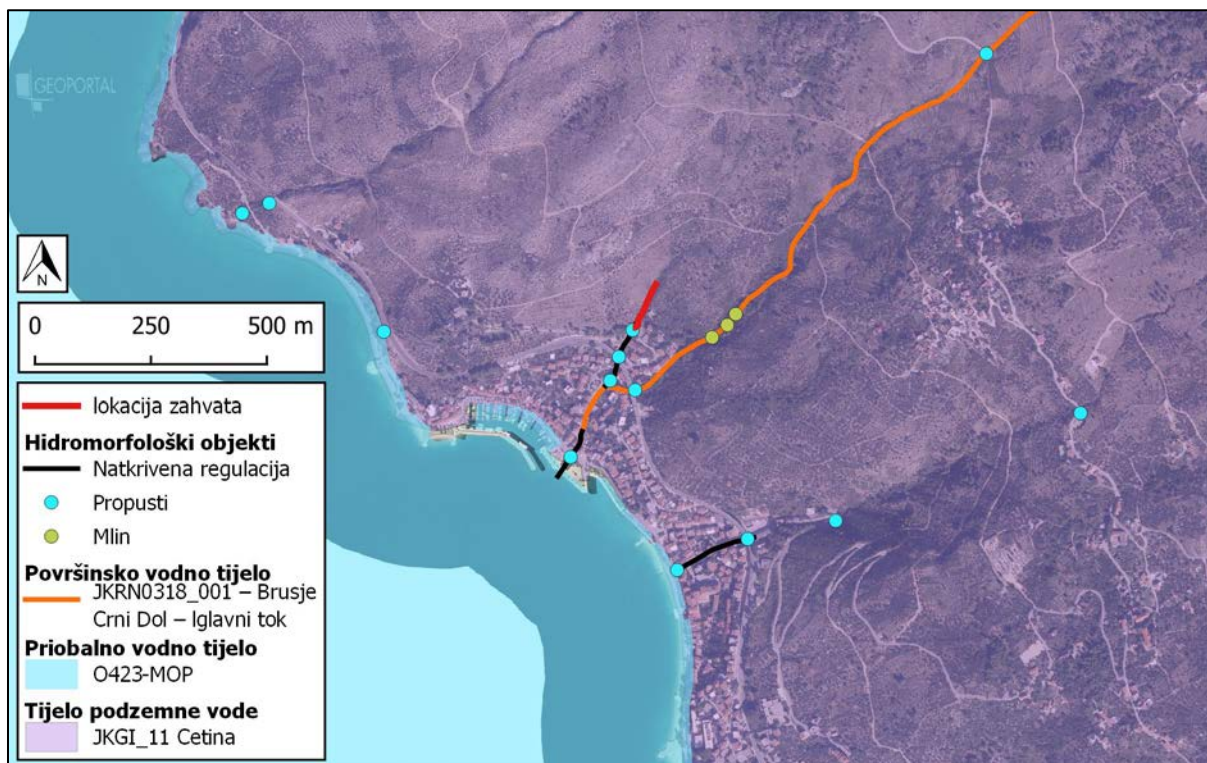 GEOPORTAL
N
0 250 500 m
lokacija zahvata
Hidromorfološki objekti
Natkrivena regulacija
Propusti
Mlin
Površinsko vodno tijelo
JKRN0318_001 – Brusje
Crni Dol – Iglavni tok
Priobalno vodno tijelo
O423-MOP
Tijelo podzemne vode
JKGI_11 Cetina